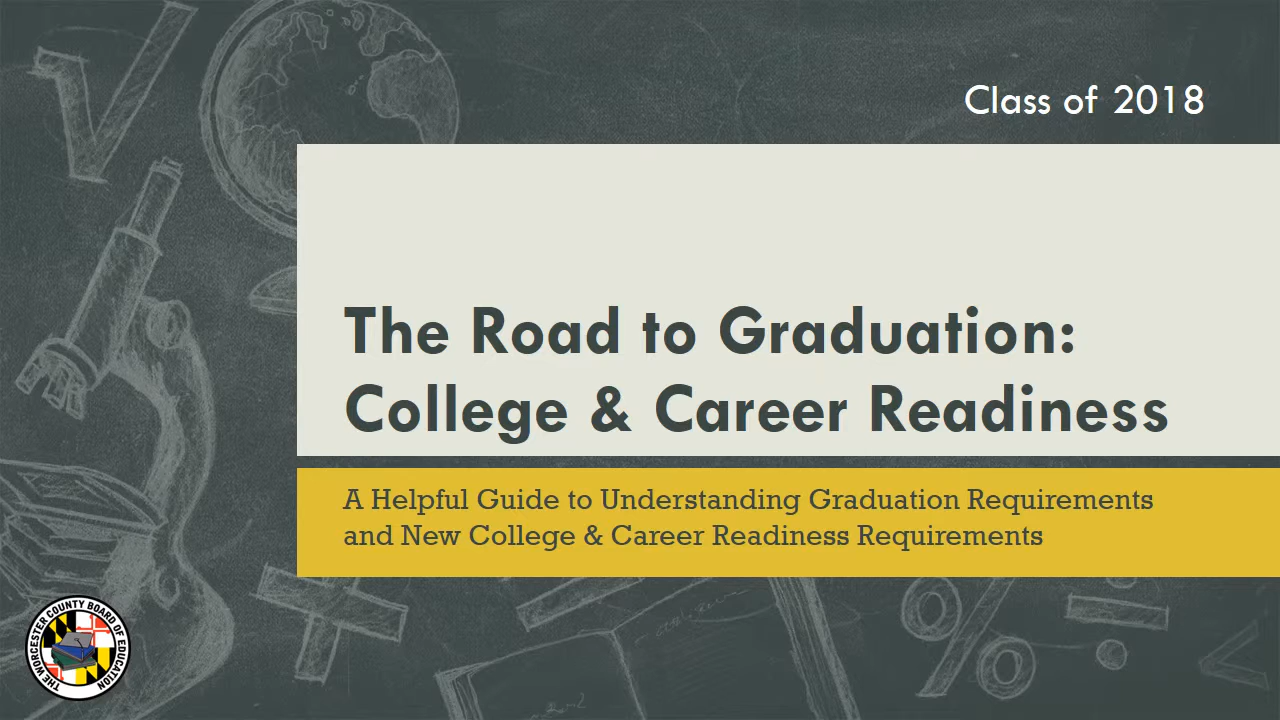 Class of 2018
The Road to Graduation:
College & Career Readiness
A Helpful Guide to Understanding Graduation Requirements
and New College & Career Readiness Requirements
THE WORCESTER COUNTY BOARD OF EDUCATION